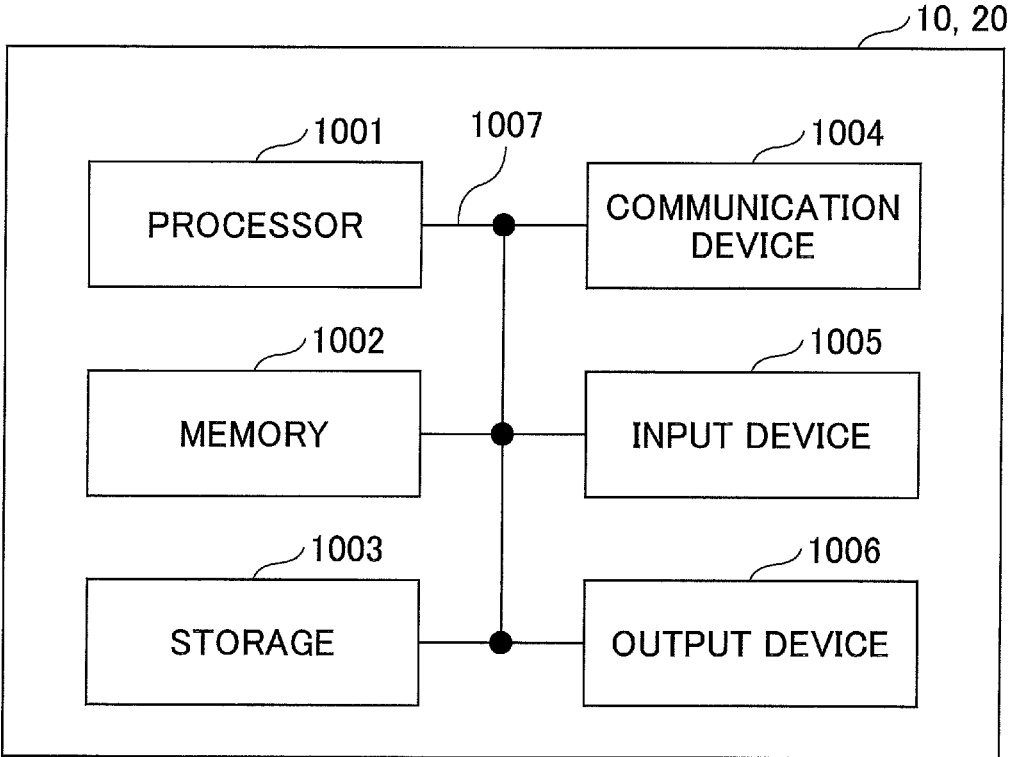 10, 20
1001
1007
1004
PROCESSOR
COMMUNICATION
DEVICE
1002
1005
MEMORY
INPUT DEVICE
1003
1006
STORAGE
OUTPUT DEVICE